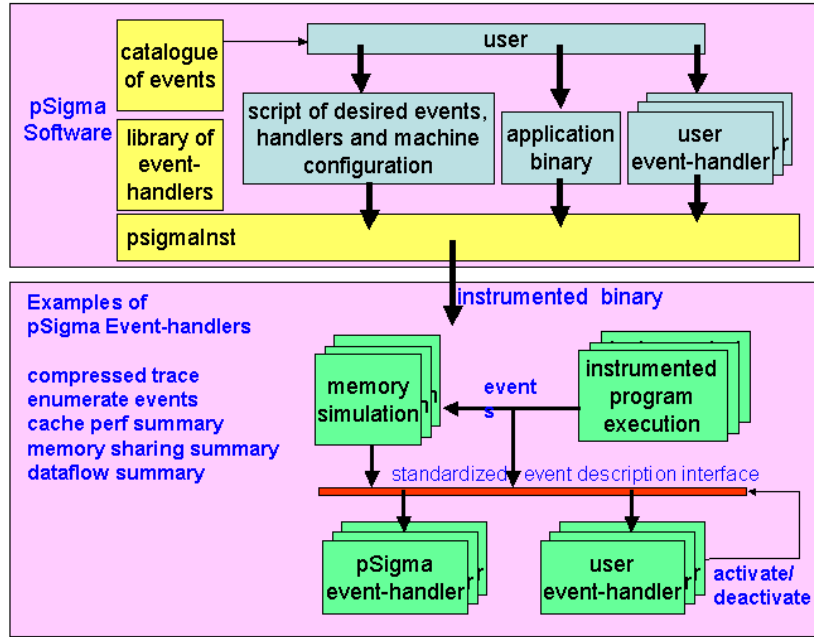 catalogue
of events
user
pSigma
Software
library of
event-
handlers
script of desired events,
handlers and machine
configuration
application
binary
user
event-handler
r
r
psigmaInst
instrumented binary
Examples of
pSigma Event-handlers
compressed trace
enumerate events
cache perf summary
memory sharing summary
dataflow summary
memory
simulation
n
n
event
s
instrumented
program
execution
standardized event description interface
pSigma
event-handler
r
r
user
event-handler
r
r
activate/
deactivate